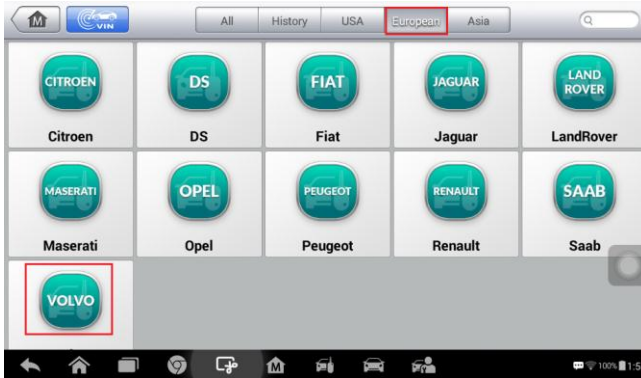 VIN
All History USA European Asia
CITROEN DS FIAT JAGUAR LAND ROVER
Citroen DS Fiat Jaguar LandRover
MASERATI OPEL PEUGEOT RENAULT SAAB
Maserati Opel Peugeot Renault Saab
VOLVO
M
100%